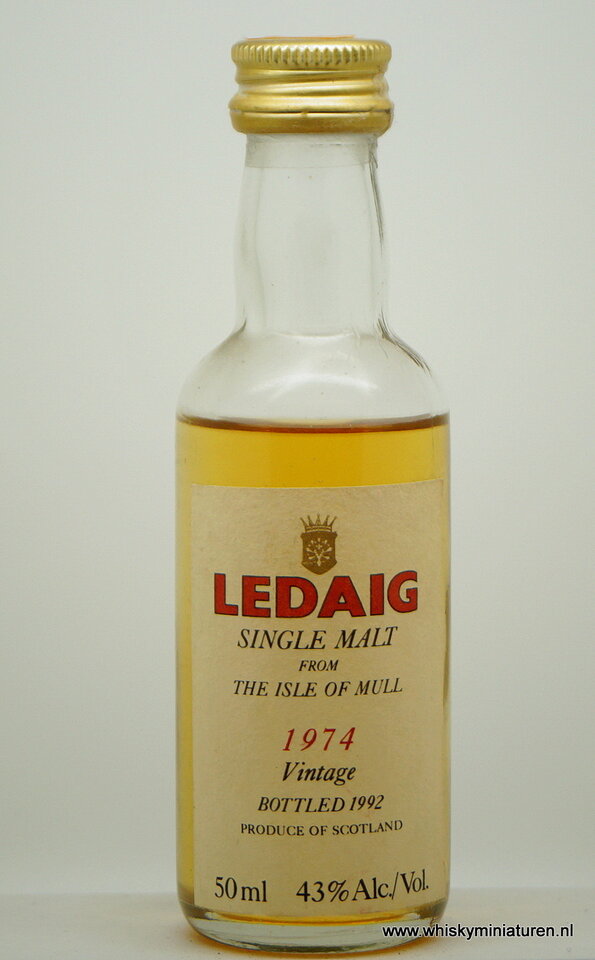 LEDAIG
SINGLE MALT
FROM
THE ISLE OF MULL
1974
Vintage
BOTTLED 1992
PRODUCE OF SCOTLAND
50ml 43% Alc./Vol.
www.whiskyminiaturen.nl